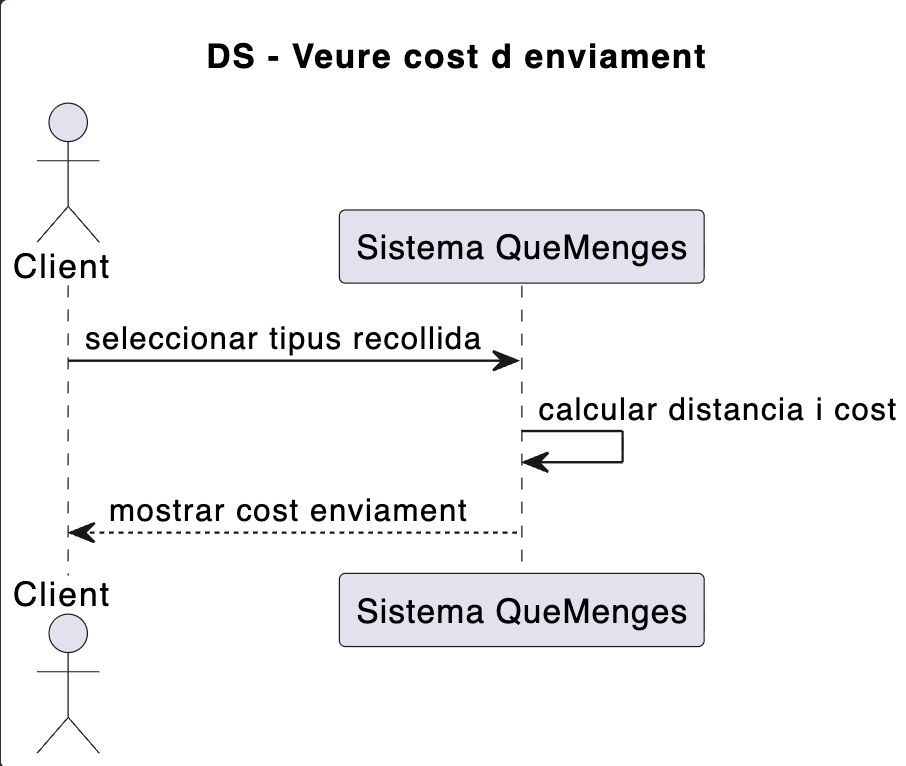 DS - Veure cost d enviament
Client
Sistema QueMenges
seleccionar tipus recollida
calcular distancia i cost
mostrar cost enviament
Client
Sistema QueMenges